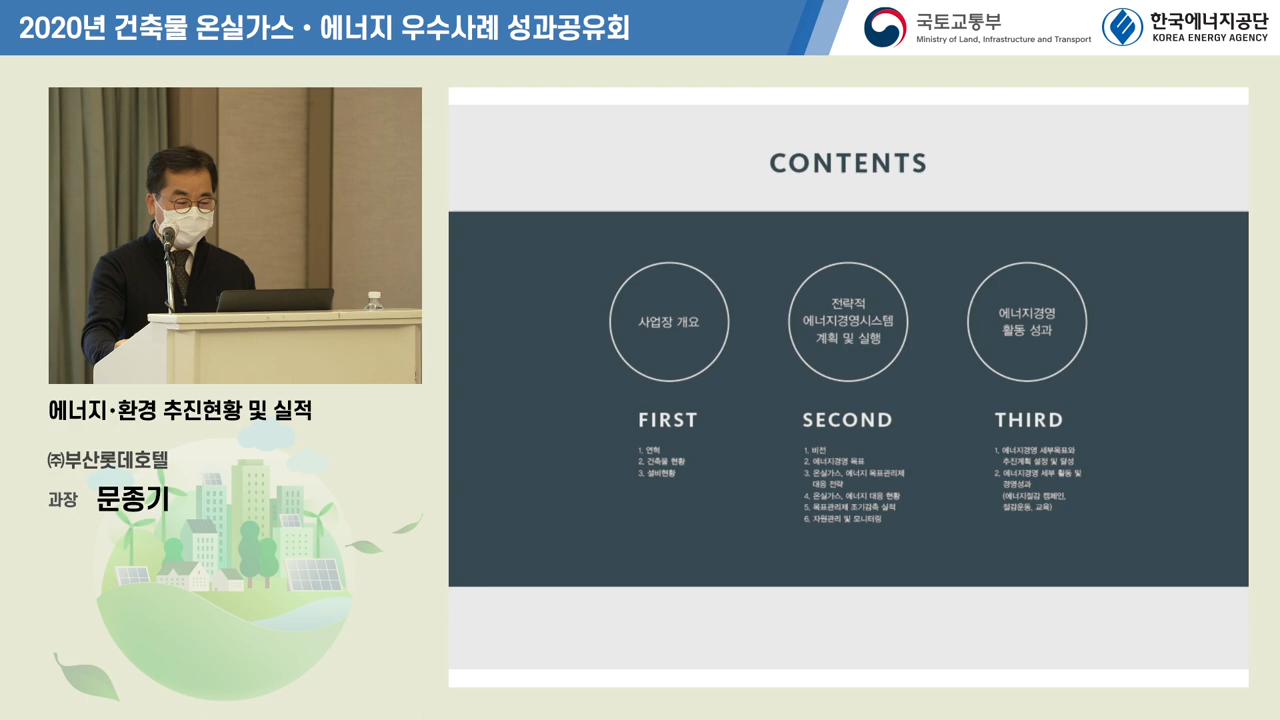 2020년 건축물 온실가스 · 에너지 우수사례 성과공유회
국토교통부
Ministry of Land, Infrastructure and Transport
한국에너지공단
KOREA ENERGY AGENCY
에너지·환경 추진현황 및 실적
㈜부산롯데호텔
과장 문종기
CONTENTS
사업장 개요
FIRST
1. 연혁
2. 건축물 현황
3. 설비현황
전략적
에너지경영시스템
계획 및 실행
SECOND
1. 비전
2. 에너지경영 목표
3. 온실가스, 에너지 목표관리제
대응 전략
4. 온실가스, 에너지 대응 현황
5. 목표관리제 조기감축 실적
6. 자원관리 및 모니터링
에너지경영
활동 성과
THIRD
1. 에너지경영 세부목표와
추진계획 설정 및 달성
2. 에너지경영 세부 활동 및
경영성과
(에너지절감 캠페인,
절감운동, 교육)